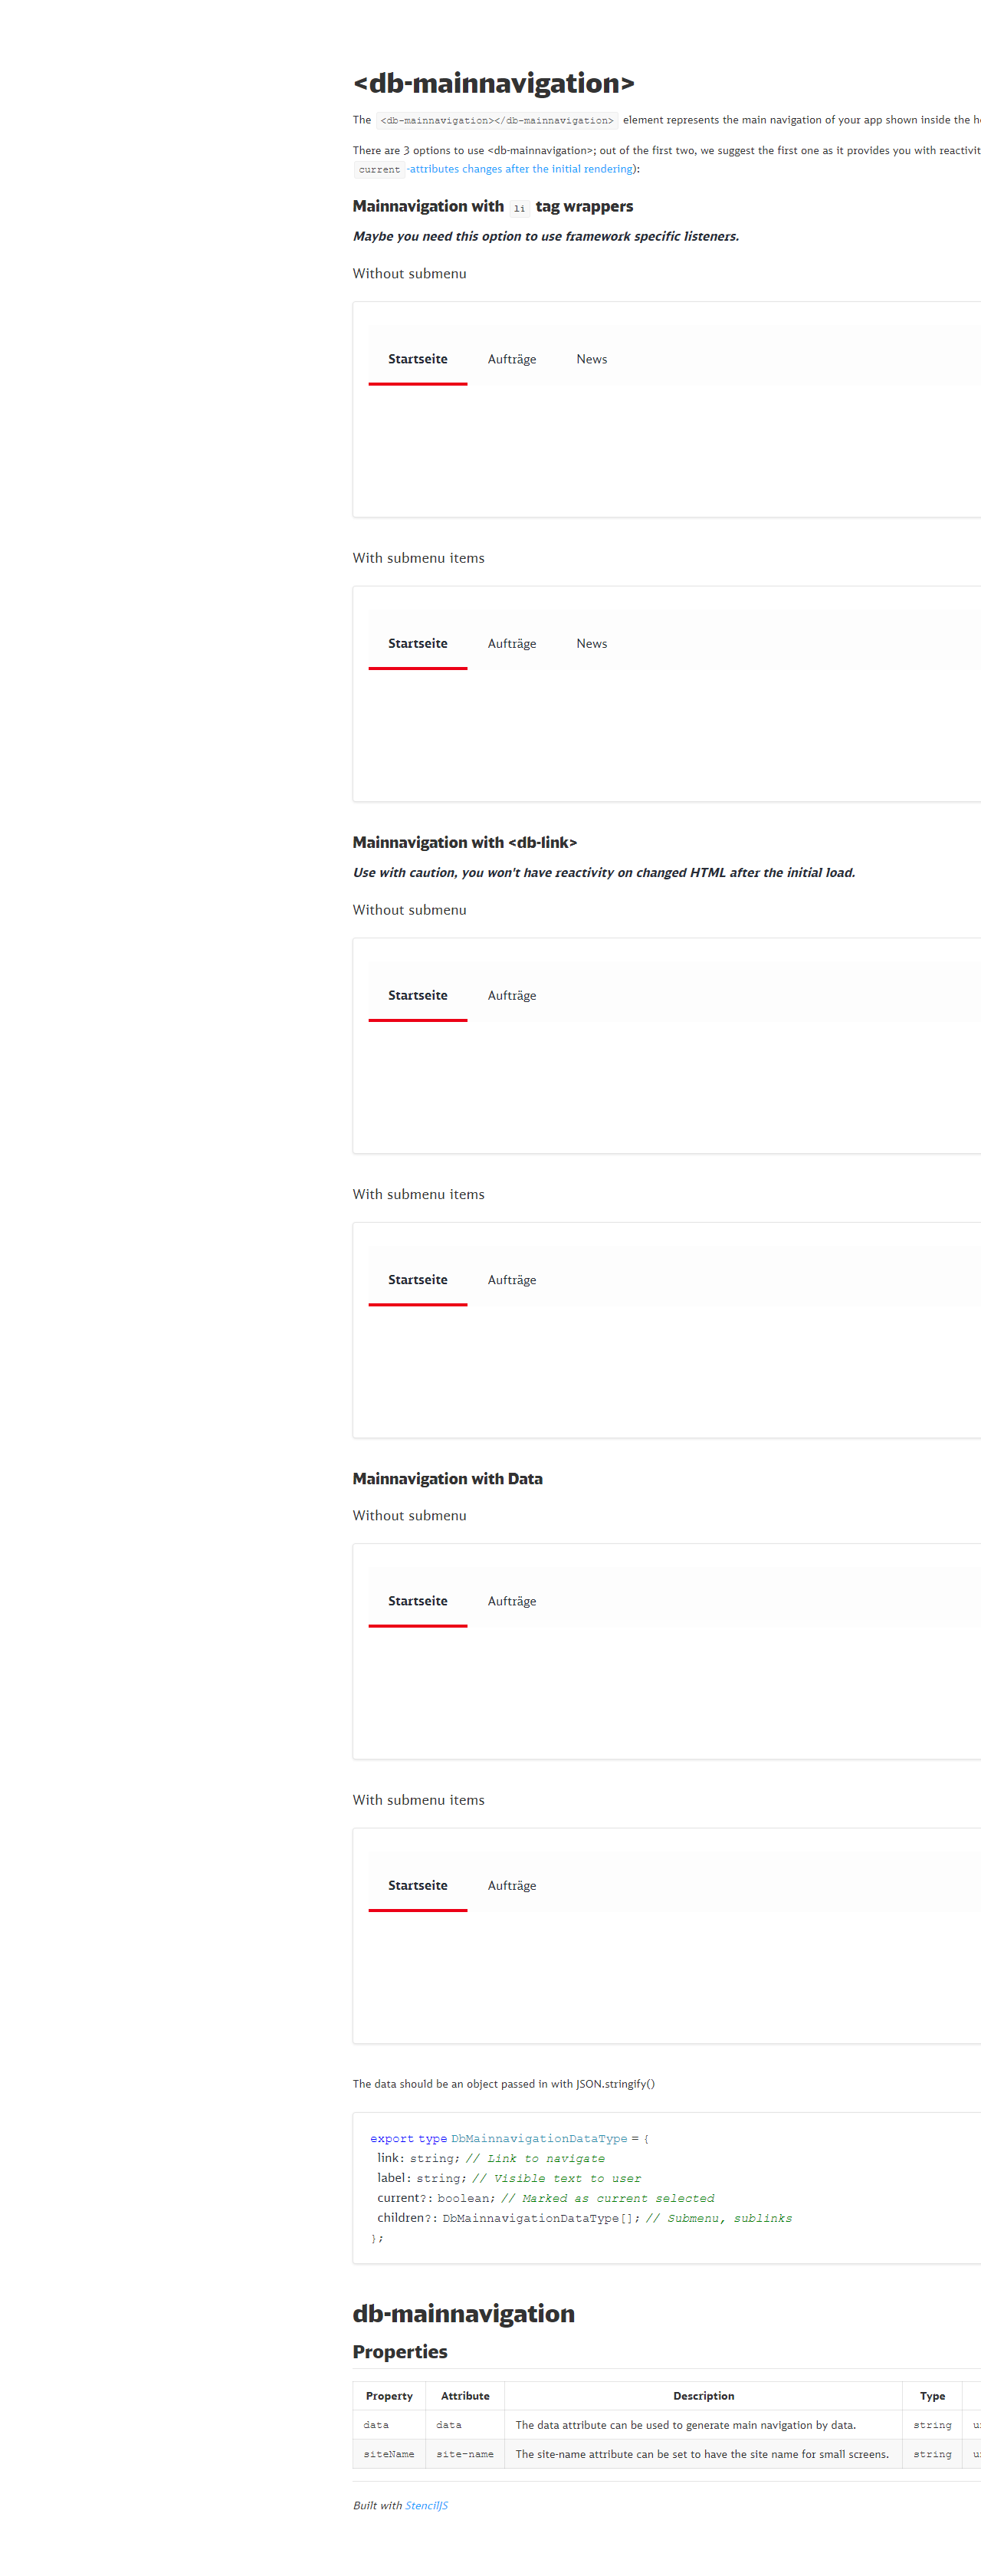 <db-mainnavigation>
The <db-mainnavigation></db-mainnavigation> element represents the main navigation of your app shown inside the
There are 3 options to use <db-mainnavigation>; out of the first two, we suggest the first one as it provides you with
current -attributes changes after the initial rendering):
Mainnavigation with li tag wrappers
Maybe you need this option to use framework specific listeners.
Without submenu
Startseite Aufträge News
With submenu items
Startseite Aufträge News
Mainnavigation with <db-link>
Use with caution, you won't have reactivity on changed HTML after the initial load.
Without submenu
Startseite Aufträge
With submenu items
Startseite Aufträge
Mainnavigation with Data
Without submenu
Startseite Aufträge
With submenu items
Startseite Aufträge
The data should be an object passed in with JSON.stringify()
export type DbMainnavigationDataType = {
link: string; // Link to navigate
label: string; // Visible text to user
current?: boolean; // Marked as current selected
children?: DbMainnavigationDataType[]; // Submenu, sublinks
};
db-mainnavigation
Properties
Property Attribute Description Type
data data The data attribute can be used to generate main navigation by data. string
siteName site-name The site-name attribute can be set to have the site name for small screens. string
Built with StencilJS